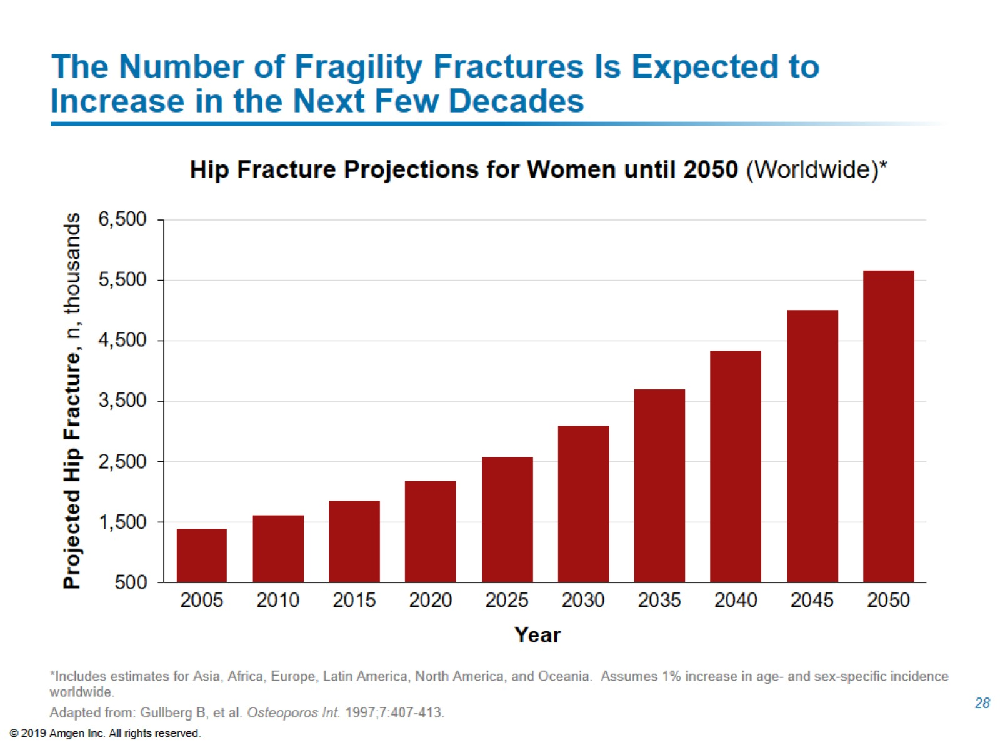 The Number of Fragility Fractures Is Expected to
Increase in the Next Few Decades
Hip Fracture Projections for Women until 2050 (Worldwide)*
Projected Hip Fracture, n, thousands
6,500
5,500
4,500
3,500
2,500
1,500
500
2005 2010 2015 2020 2025 2030 2035 2040 2045 2050
Year
*Includes estimates for Asia, Africa, Europe, Latin America, North America, and Oceania.  Assumes 1% increase in age- and sex-specific incidence
worldwide.
28
Adapted from: Gullberg B, et al. Osteoporos Int. 1997;7:407-413.
© 2019 Amgen Inc. All rights reserved.